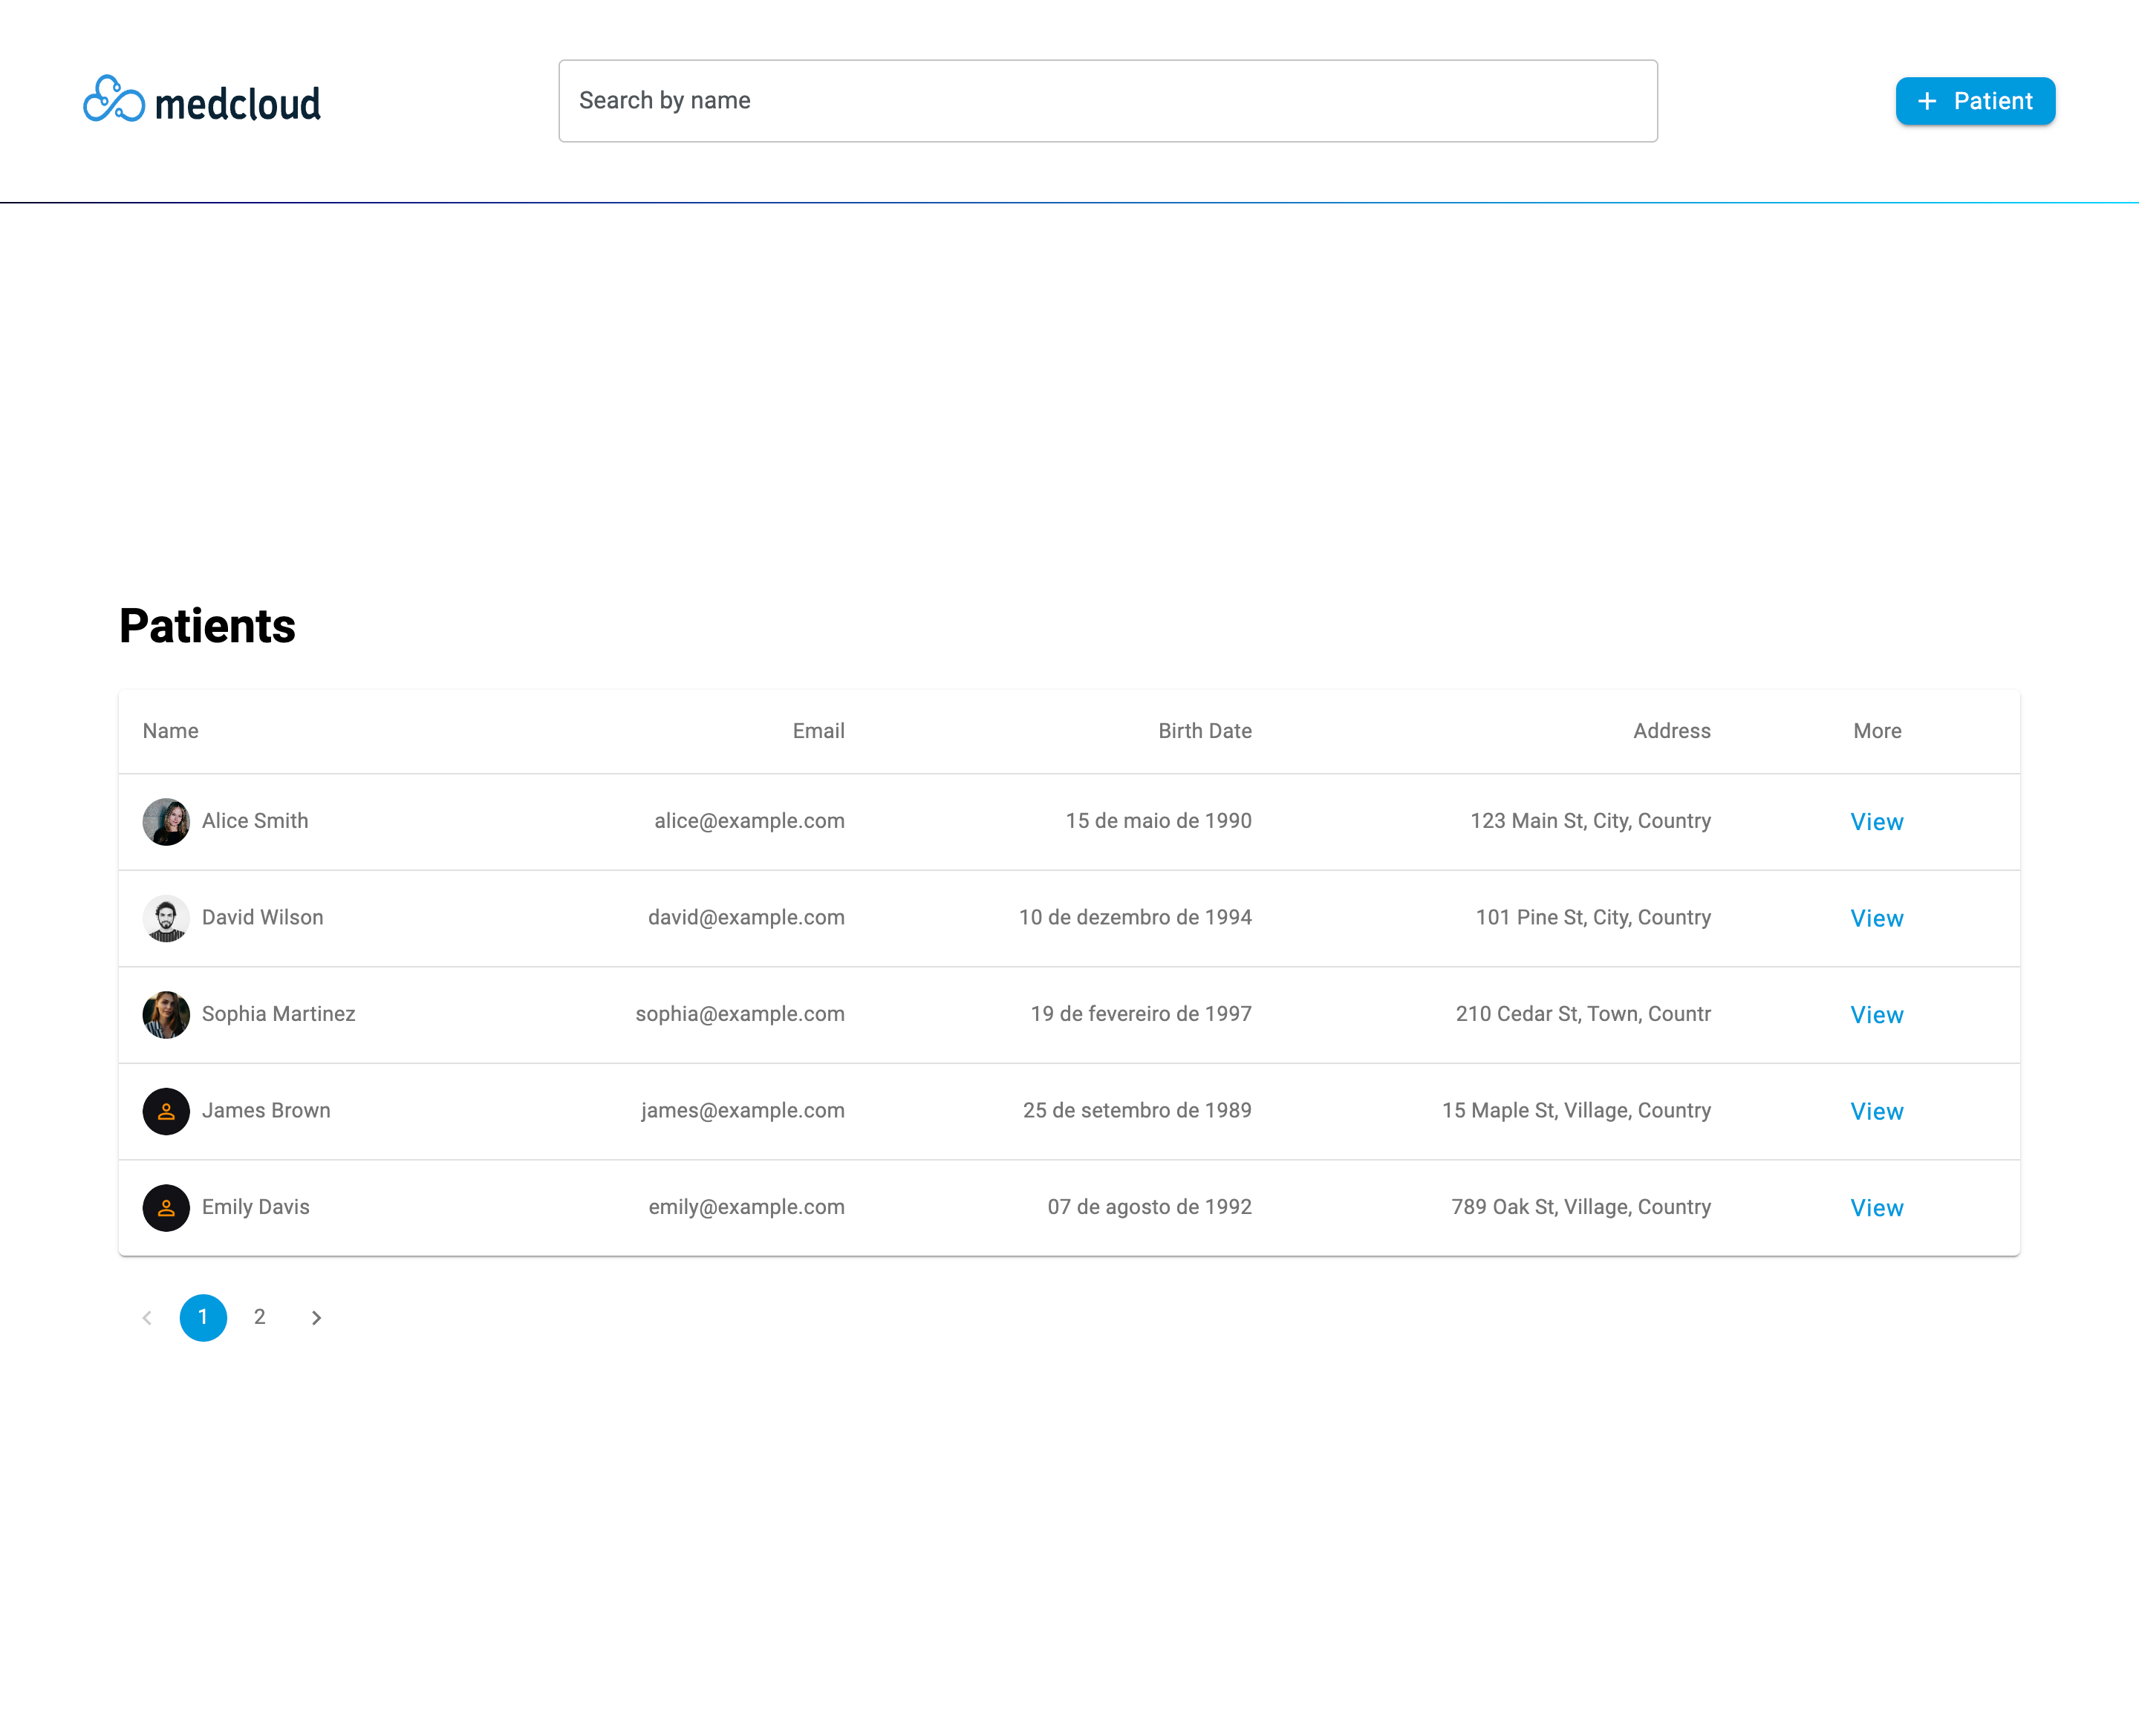 medcloud
Search by name
+ Patient
Patients
Name Email Birth Date Address More
Alice Smith alice@example.com 15 de maio de 1990 123 Main St, City, Country View
David Wilson david@example.com 10 de dezembro de 1994 101 Pine St, City, Country View
Sophia Martinez sophia@example.com 19 de fevereiro de 1997 210 Cedar St, Town, Countr View
James Brown james@example.com 25 de setembro de 1989 15 Maple St, Village, Country View
Emily Davis emily@example.com 07 de agosto de 1992 789 Oak St, Village, Country View
1 2